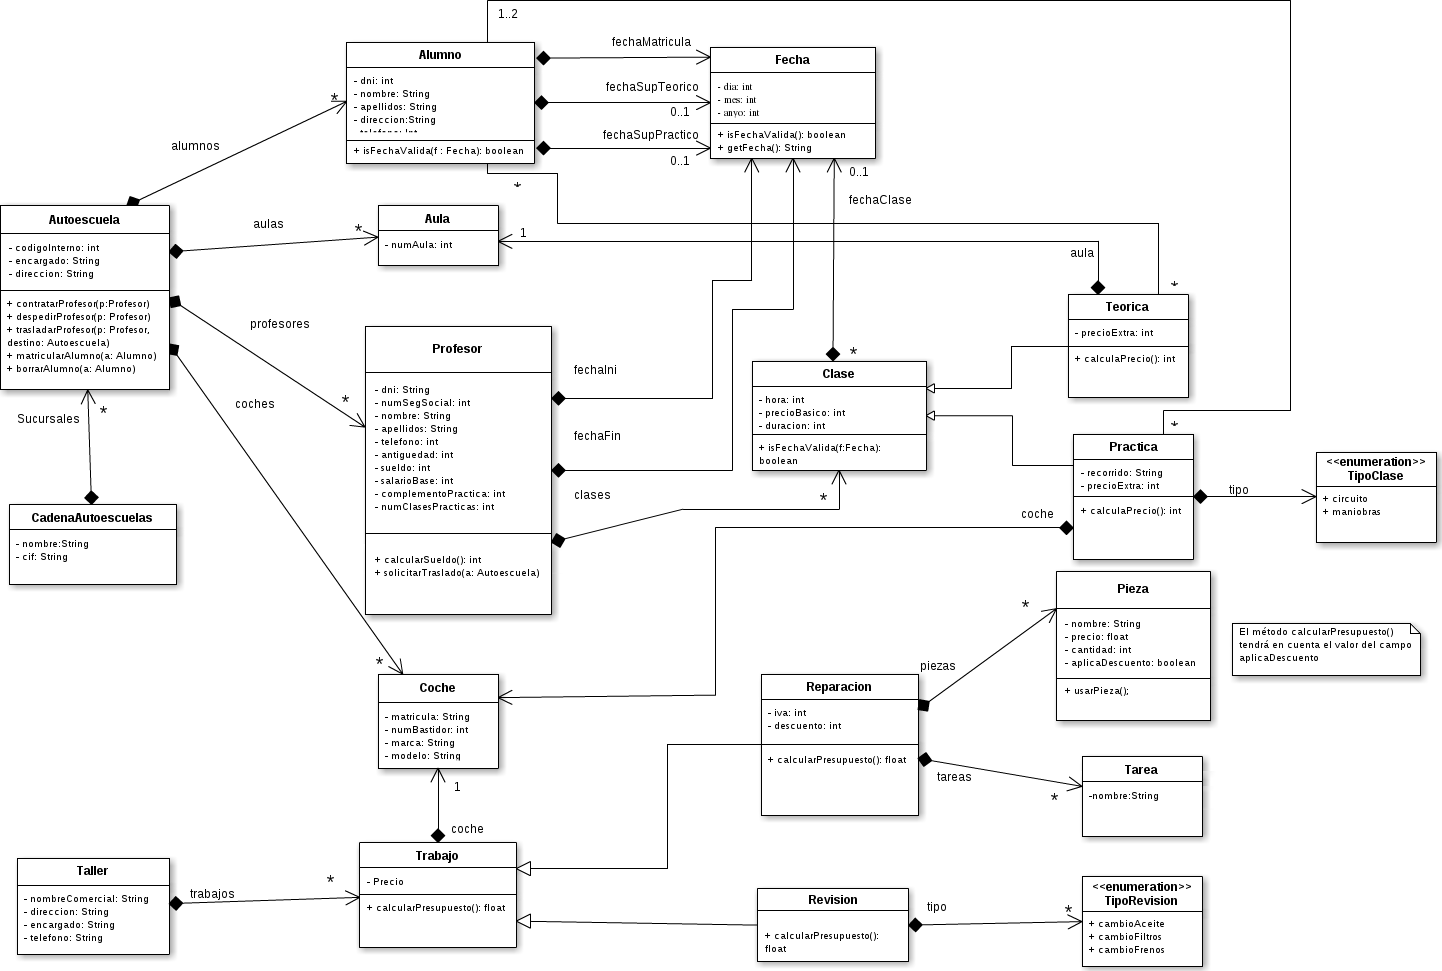 1..2
Alumno
- dni: int
- nombre: String
- apellidos: String
- direccion:String
- telefono: Int
+ isFechaValida(f : Fecha): boolean
fechaMatricula
fechaSupTeorico
0..1
fechaSupPractico
0..1
Fecha
- dia: int
- mes: int
- anyo: int
+ isFechaValida(): boolean
+ getFecha(): String
0..1
fechaClase
*
alumnos
*
Autoescuela
- codigoInterno: int
- encargado: String
- direccion: String
+ contratarProfesor(p:Profesor)
+ despedirProfesor(p: Profesor)
+ trasladarProfesor(p: Profesor,
destino: Autoescuela)
+ matricularAlumno(a: Alumno)
+ borrarAlumno(a: Alumno)
aulas
*
Aula
- numAula: int
1
aula
*
Teorica
- precioExtra: int
+ calculaPrecio(): int
profesores
*
coches
Profesor
- dni: String
- numSegSocial: int
- nombre: String
- apellidos: String
- telefono: int
- antiguedad: int
- sueldo: int
- salarioBase: int
- complementoPractica: int
- numClasesPracticas: int
+ calcularSueldo(): int
+ solicitarTraslado(a: Autoescuela)
fechaIni
fechaFin
clases
*
*
Clase
- hora: int
- precioBasico: int
- duracion: int
+ isFechaValida(f:Fecha):
boolean
*
Practica
- recorrido: String
- precioExtra: int
+ calculaPrecio(): int
coche
tipo
<<enumeration>>
TipoClase
+ circuito
+ maniobras
Sucursales
*
CadenaAutoescuelas
- nombre:String
- cif: String
*
Coche
- matricula: String
- numBastidor: int
- marca: String
- modelo: String
1
coche
piezas
*
Pieza
- nombre: String
- precio: float
- cantidad: int
- aplicaDescuento: boolean
+ usarPieza();
El método calcularPresupuesto()
tendrá en cuenta el valor del campo
aplicaDescuento
Reparacion
- iva: int
- descuento: int
+ calcularPresupuesto(): float
tareas
*
Tarea
-nombre:String
Taller
- nombreComercial: String
- direccion: String
- encargado: String
- telefono: String
trabajos
*
Trabajo
- Precio
+ calcularPresupuesto(): float
Revision
+ calcularPresupuesto():
float
tipo
*
<<enumeration>>
TipoRevision
+ cambioAceite
+ cambioFiltros
+ cambioFrenos